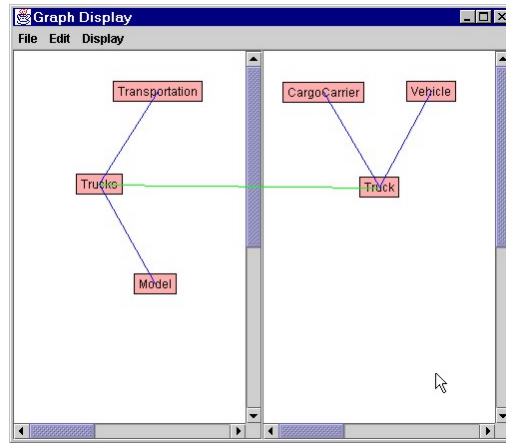 Graph Display
File Edit Display
Transportation
Trucks
Model
CargoCarrier
Vehicle
Truck